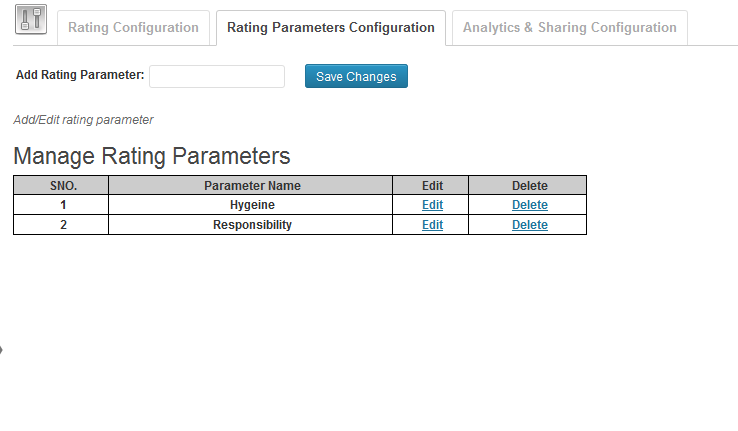 Rating Configuration Rating Parameters Configuration Analytics & Sharing Configuration
Add Rating Parameter: Save Changes
Add/Edit rating parameter
Manage Rating Parameters
SNO. Parameter Name Edit Delete
1 Hygeine Edit Delete
2 Responsibility Edit Delete